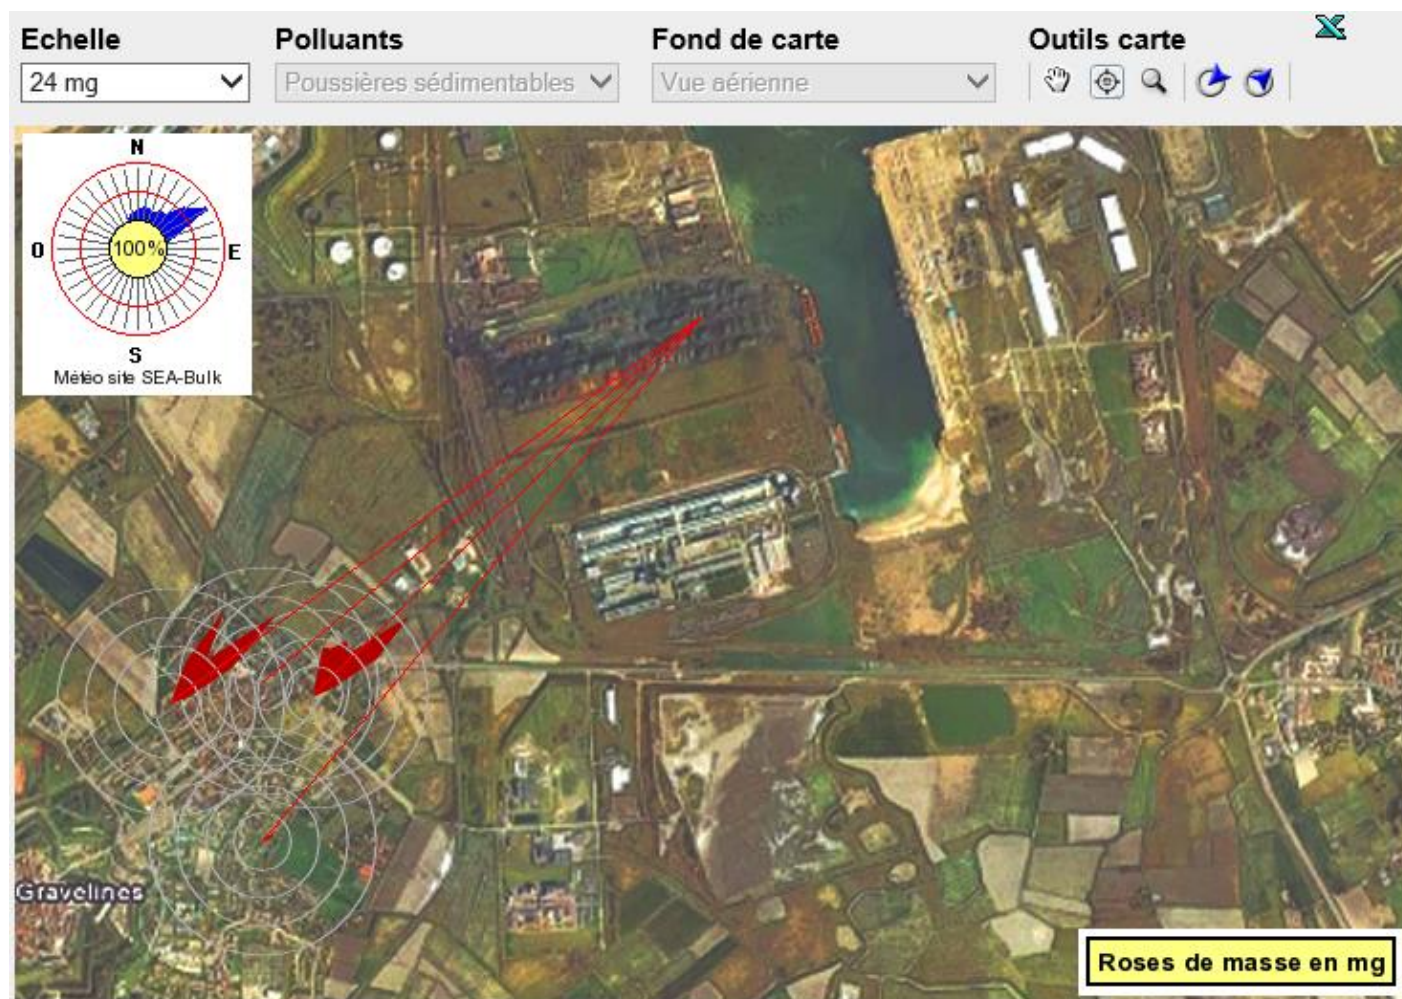 Echelle
Polluants
Fond de carte
Outils carte
24 mg
Poussières sédimentables
Vue aérienne
N
O
100%
E
S
Météo site SEA-Bulk
Gravelines
Roses de masse en mg